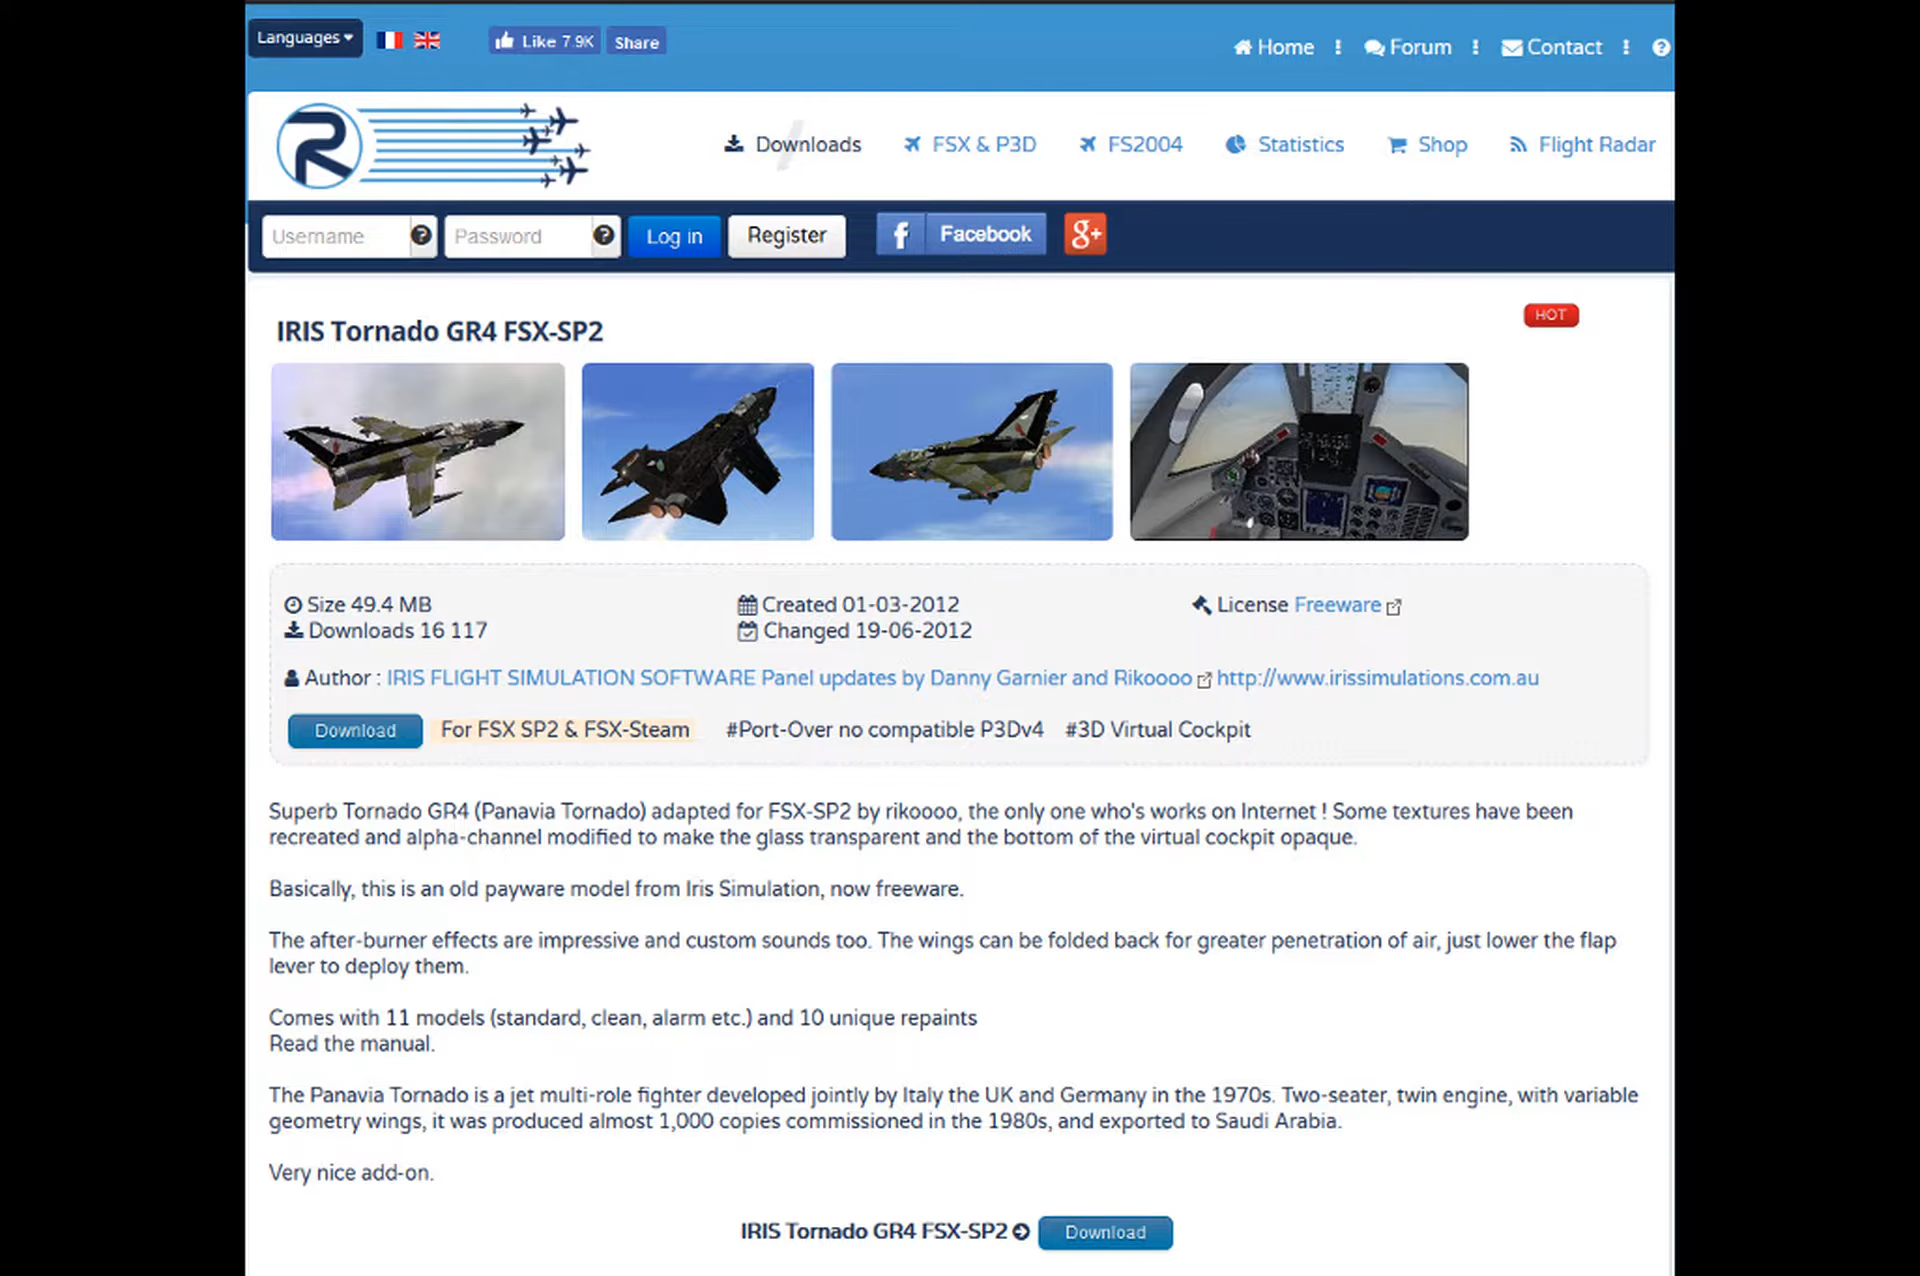 Languages
Like 7.9K Share
Home Forum Contact
R
Downloads FSX & P3D FS2004 Statistics Shop Flight Radar
Username Password Log in Register f Facebook g+
HOT
IRIS Tornado GR4 FSX-SP2
Size 49.4 MB Created 01-03-2012 License Freeware
Downloads 16 117 Changed 19-06-2012
Author : IRIS FLIGHT SIMULATION SOFTWARE Panel updates by Danny Garnier and Rikoooo http://www.irissimulations.com.au
Download For FSX SP2 & FSX-Steam #Port-Over no compatible P3Dv4 #3D Virtual Cockpit
Superb Tornado GR4 (Panavia Tornado) adapted for FSX-SP2 by rikoooo, the only one who's works on Internet ! Some textures have been
recreated and alpha-channel modified to make the glass transparent and the bottom of the virtual cockpit opaque.
Basically, this is an old payware model from Iris Simulation, now freeware.
The after-burner effects are impressive and custom sounds too. The wings can be folded back for greater penetration of air, just lower the flap
lever to deploy them.
Comes with 11 models (standard, clean, alarm etc.) and 10 unique repaints
Read the manual.
The Panavia Tornado is a jet multi-role fighter developed jointly by Italy the UK and Germany in the 1970s. Two-seater, twin engine, with variable
geometry wings, it was produced almost 1,000 copies commissioned in the 1980s, and exported to Saudi Arabia.
Very nice add-on.
IRIS Tornado GR4 FSX-SP2 Download